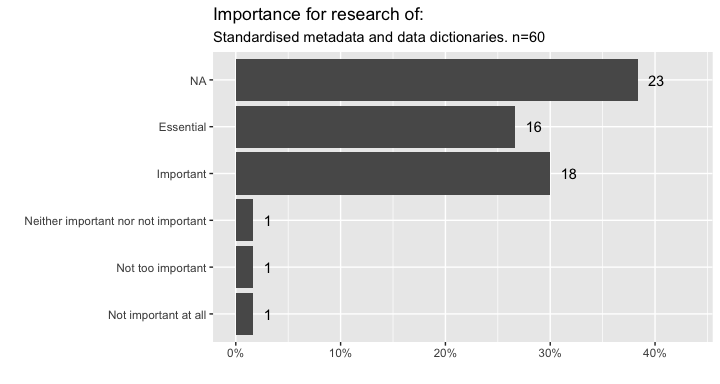 Importance for research of:
Standardised metadata and data dictionaries. n=60
NA 23
Essential 16
Important 18
Neither important nor not important 1
Not too important 1
Not important at all 1
0% 10% 20% 30% 40%